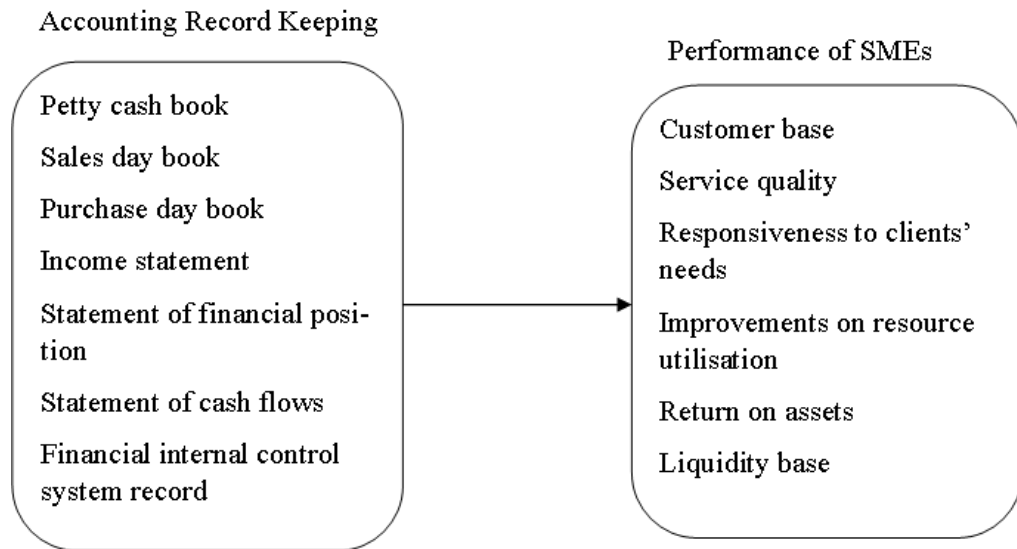 Accounting Record Keeping
Petty cash book
Sales day book
Purchase day book
Income statement
Statement of financial posi-
tion
Statement of cash flows
Financial internal control
system record
Performance of SMEs
Customer base
Service quality
Responsiveness to clients’
needs
Improvements on resource
utilisation
Return on assets
Liquidity base